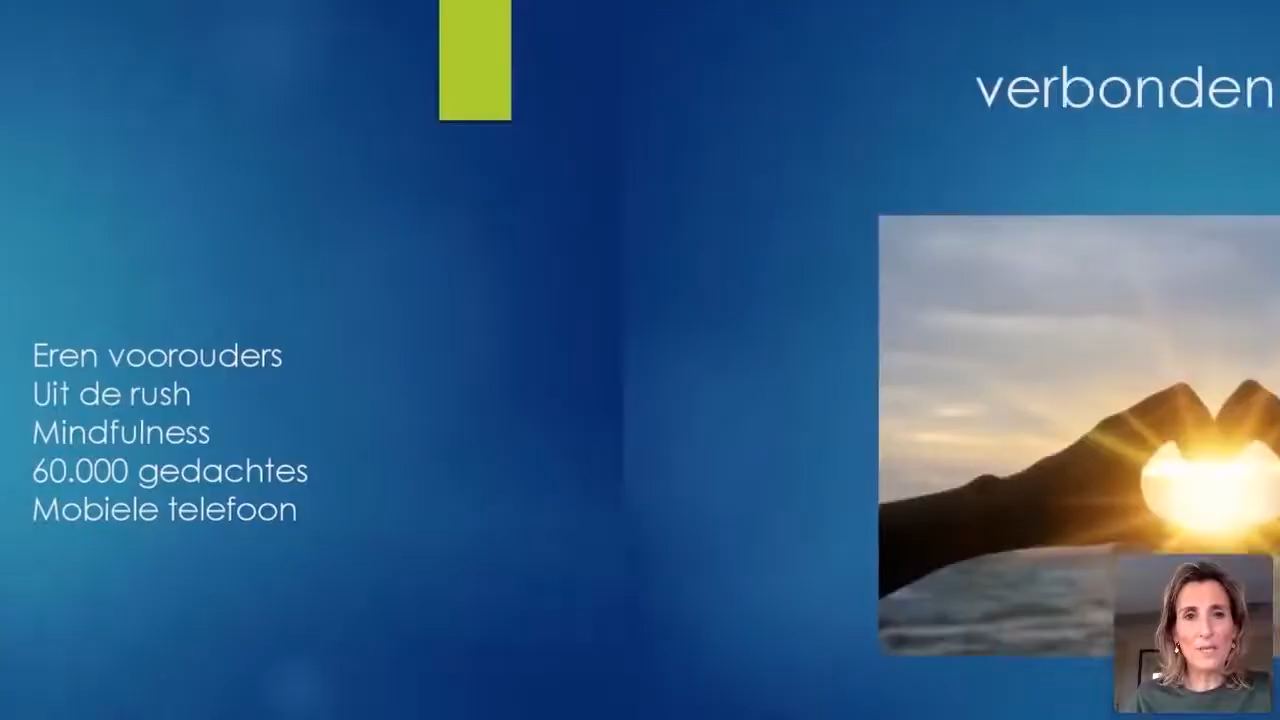 verbonden
Eren voorouders
Uit de rush
Mindfulness
60.000 gedachtes
Mobiele telefoon